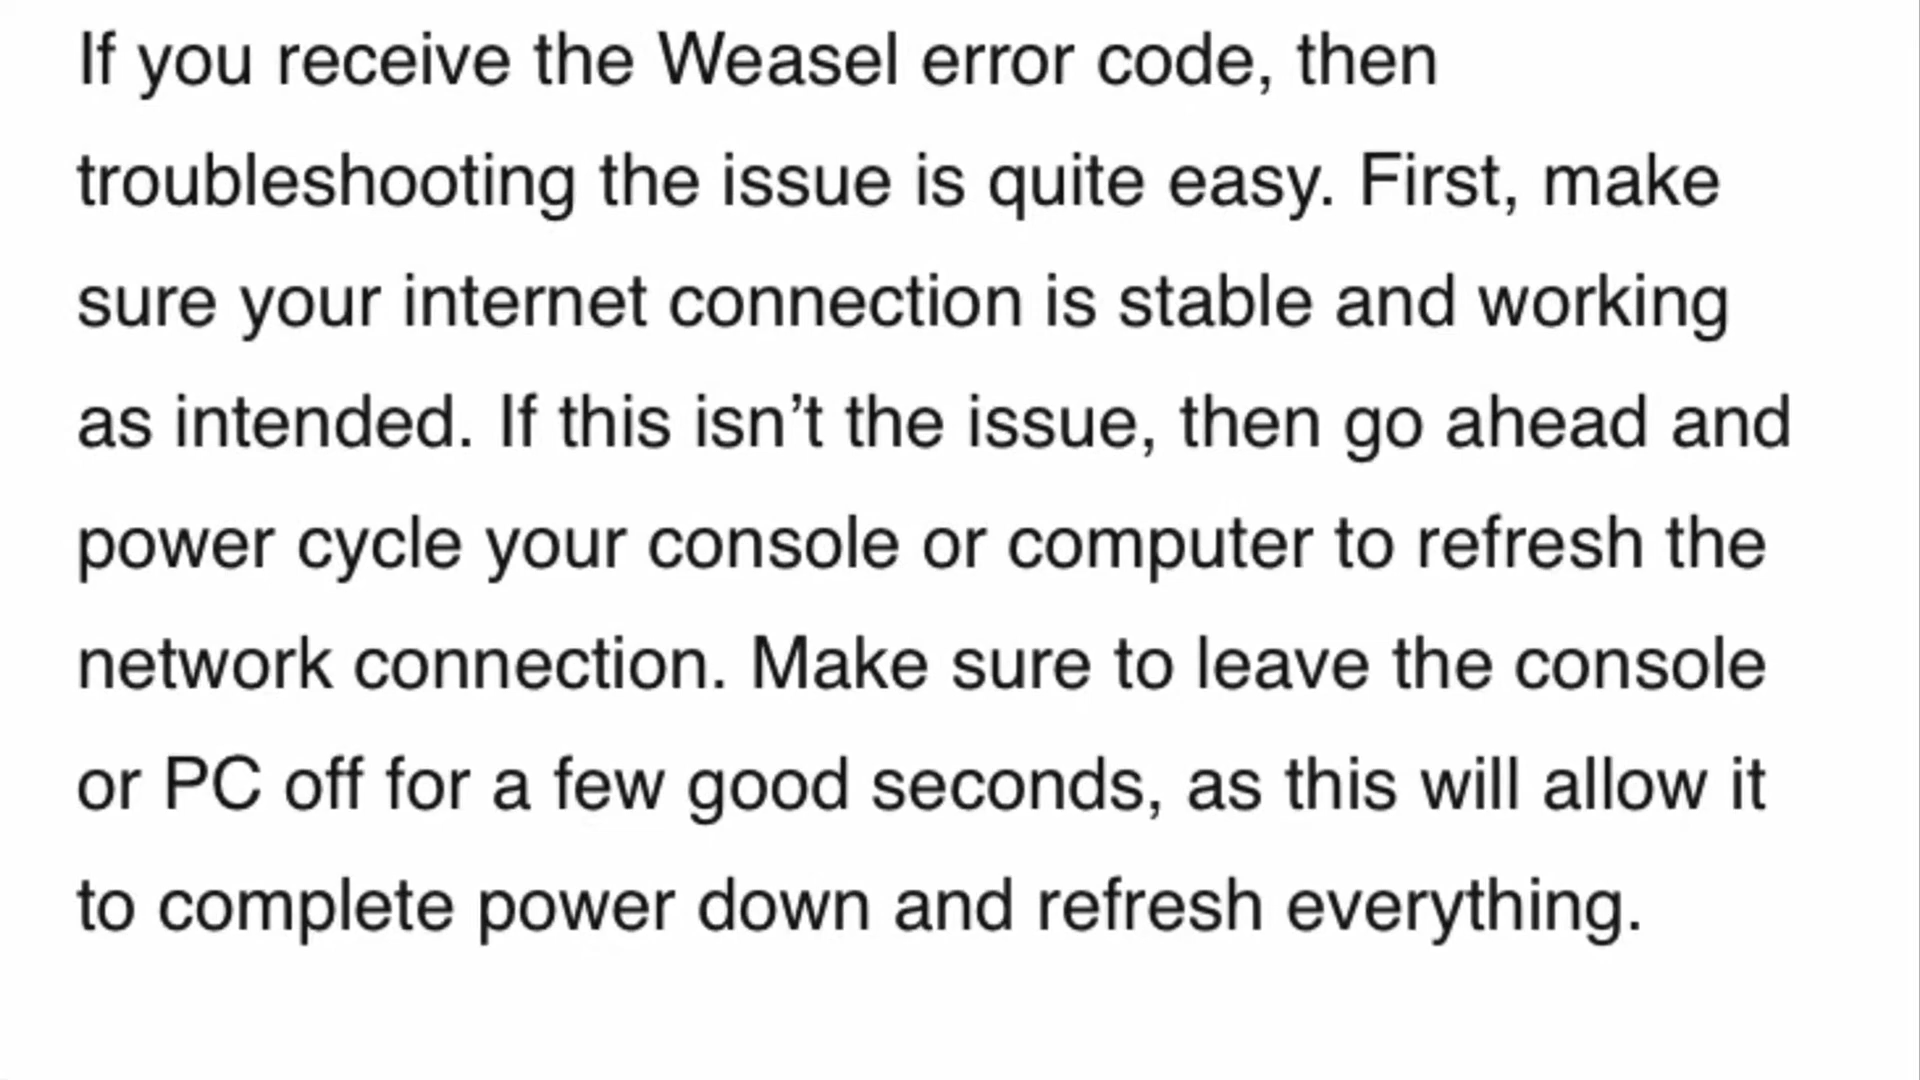 If you receive the Weasel error code, then
troubleshooting the issue is quite easy. First, make
sure your internet connection is stable and working
as intended. If this isn’t the issue, then go ahead and
power cycle your console or computer to refresh the
network connection. Make sure to leave the console
or PC off for a few good seconds, as this will allow it
to complete power down and refresh everything.